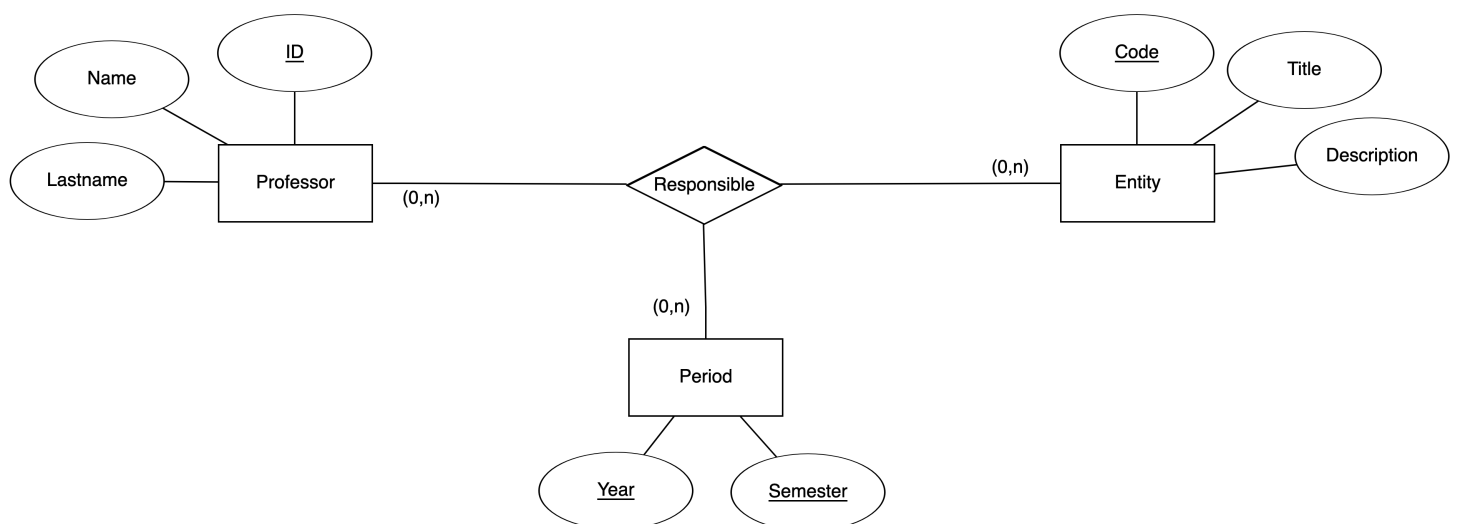 ID
Code
Name
Title
Description
Lastname
Professor
(0,n)
Responsible
(0,n)
Entity
(0,n)
Period
Year
Semester